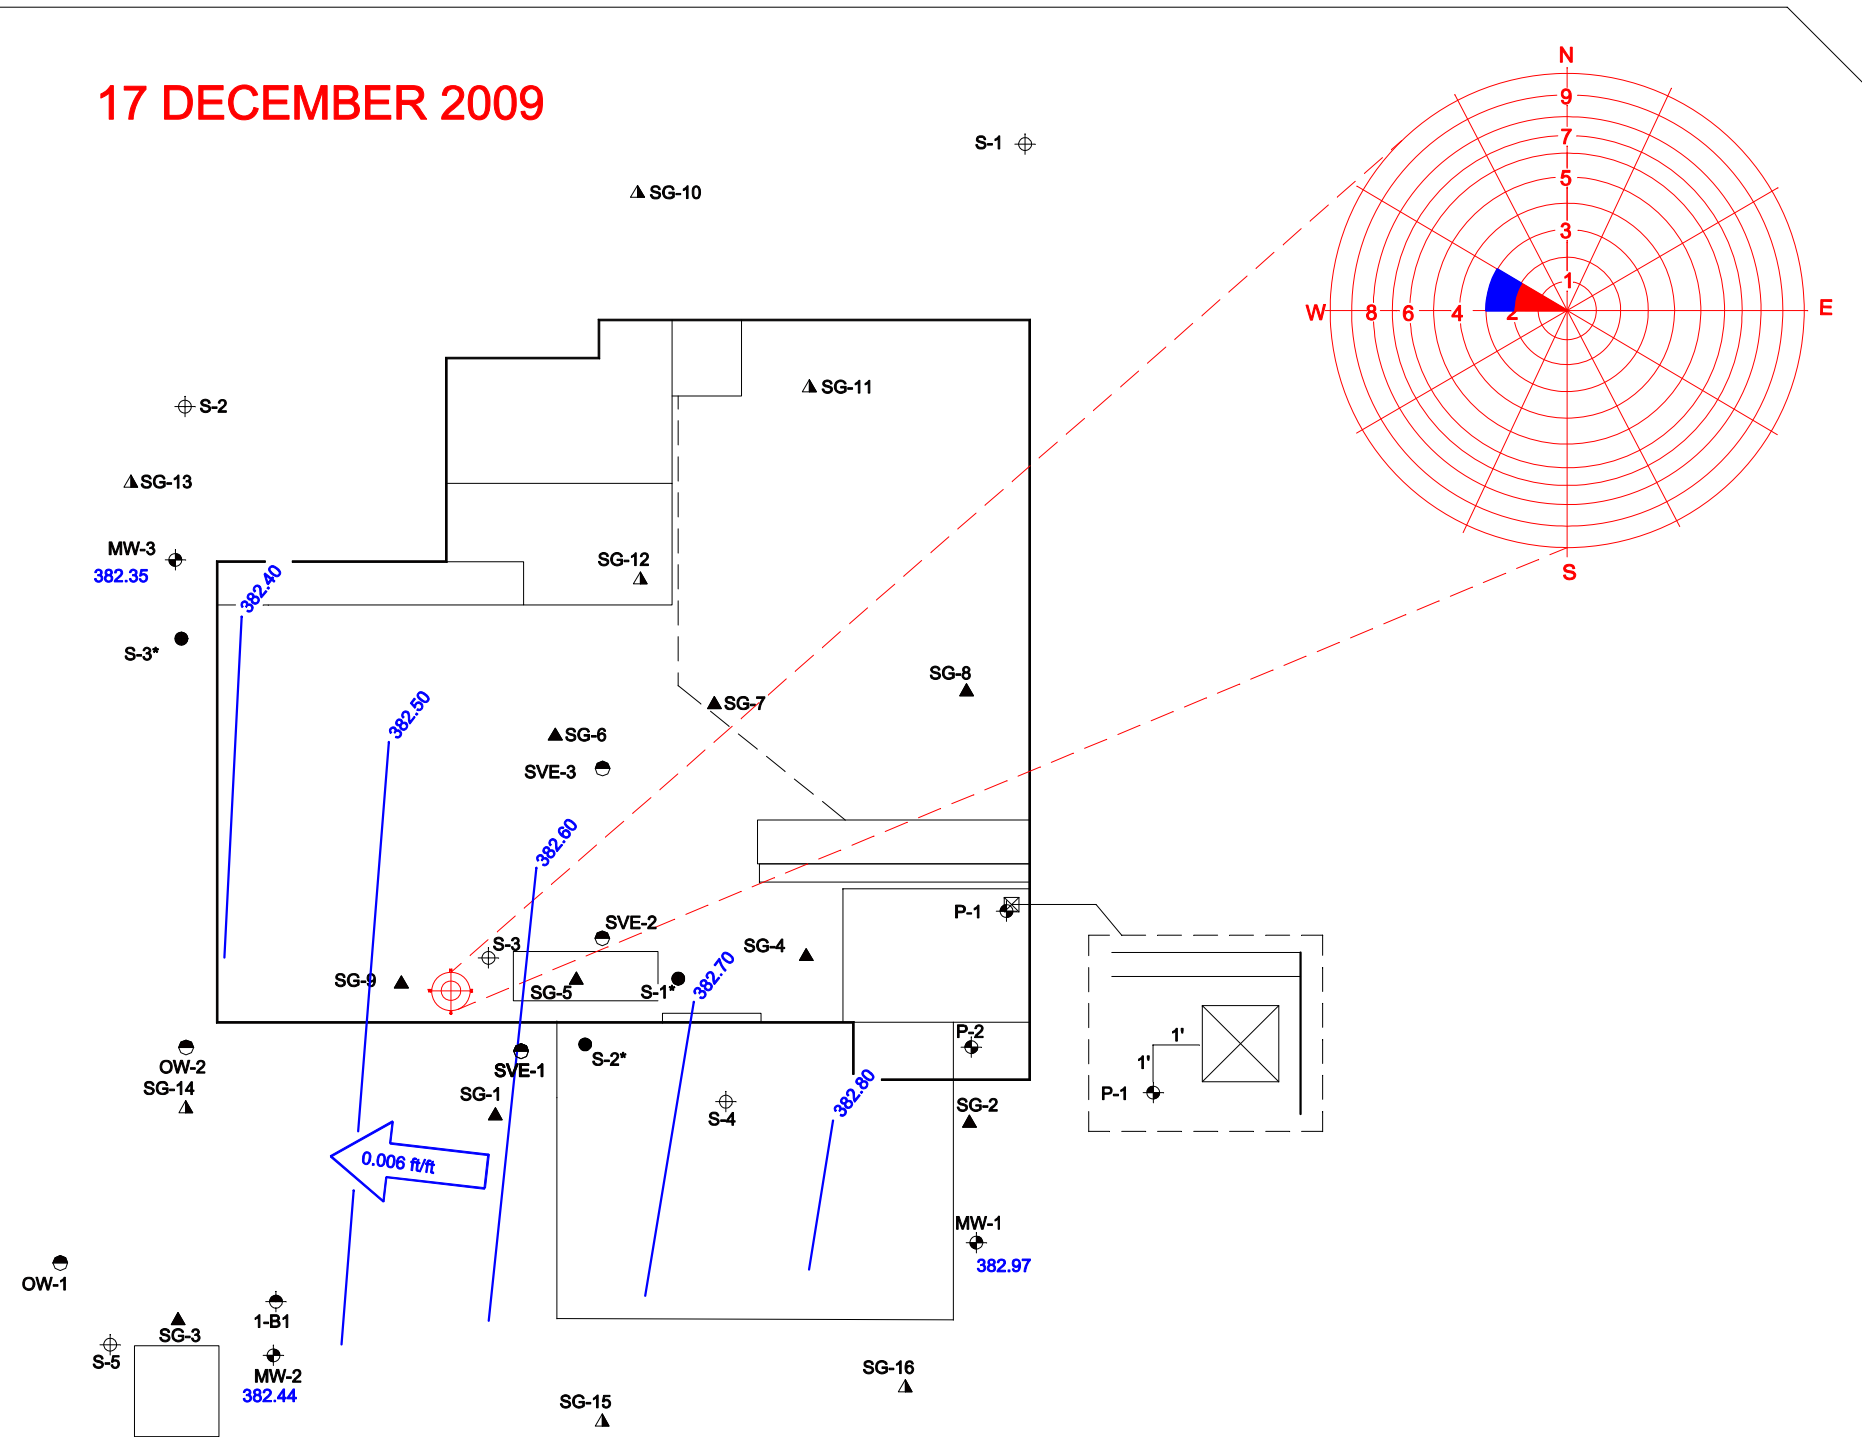 N
17 DECEMBER 2009
9
7
S-1
5
SG-10
3
1
W
8
6
4
2
E
SG-11
S-2
SG-13
MW-3
382.35
SG-12
S
382.40
S-3*
SG-8
382.50
SG-7
SG-6
SVE-3
382.60
P-1
SVE-2
S-3
SG-4
SG-9
SG-5
S-1*
382.70
P-2
1'
1'
OW-2
S-2*
SVE-1
SG-14
SG-1
382.80
P-1
SG-2
S-4
0.006 ft/ft
MW-1
382.97
OW-1
1-B1
SG-3
S-5
MW-2
382.44
SG-16
SG-15